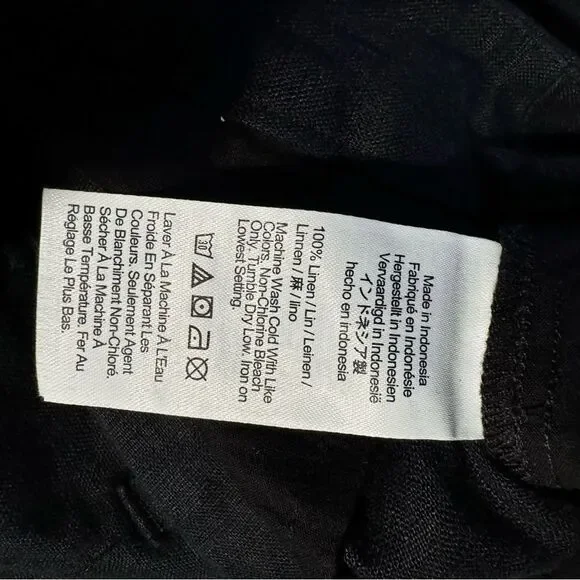 Made in Indonesia
Fabriqué en Indonésie
Hergestellt in Indonesien
Vervaardigd in Indonesië
インドネシア製
hecho en indonesia
100% Linen / Lin / Leinen /
Linnen / 麻 / lino
Machine Wash Cold With Like
Colors, Non-Chlorine Bleach
Only. Tumble Dry Low. Iron on
Lowest Setting.
30
Laver À La Machine À L'Eau
Froide En Séparant Les
Couleurs. Seulement Agent
De Blanchiment Non-Chloré
Sécher À La Machine À
Basse Température. Fer Au
Reglage Le Plus Bas.